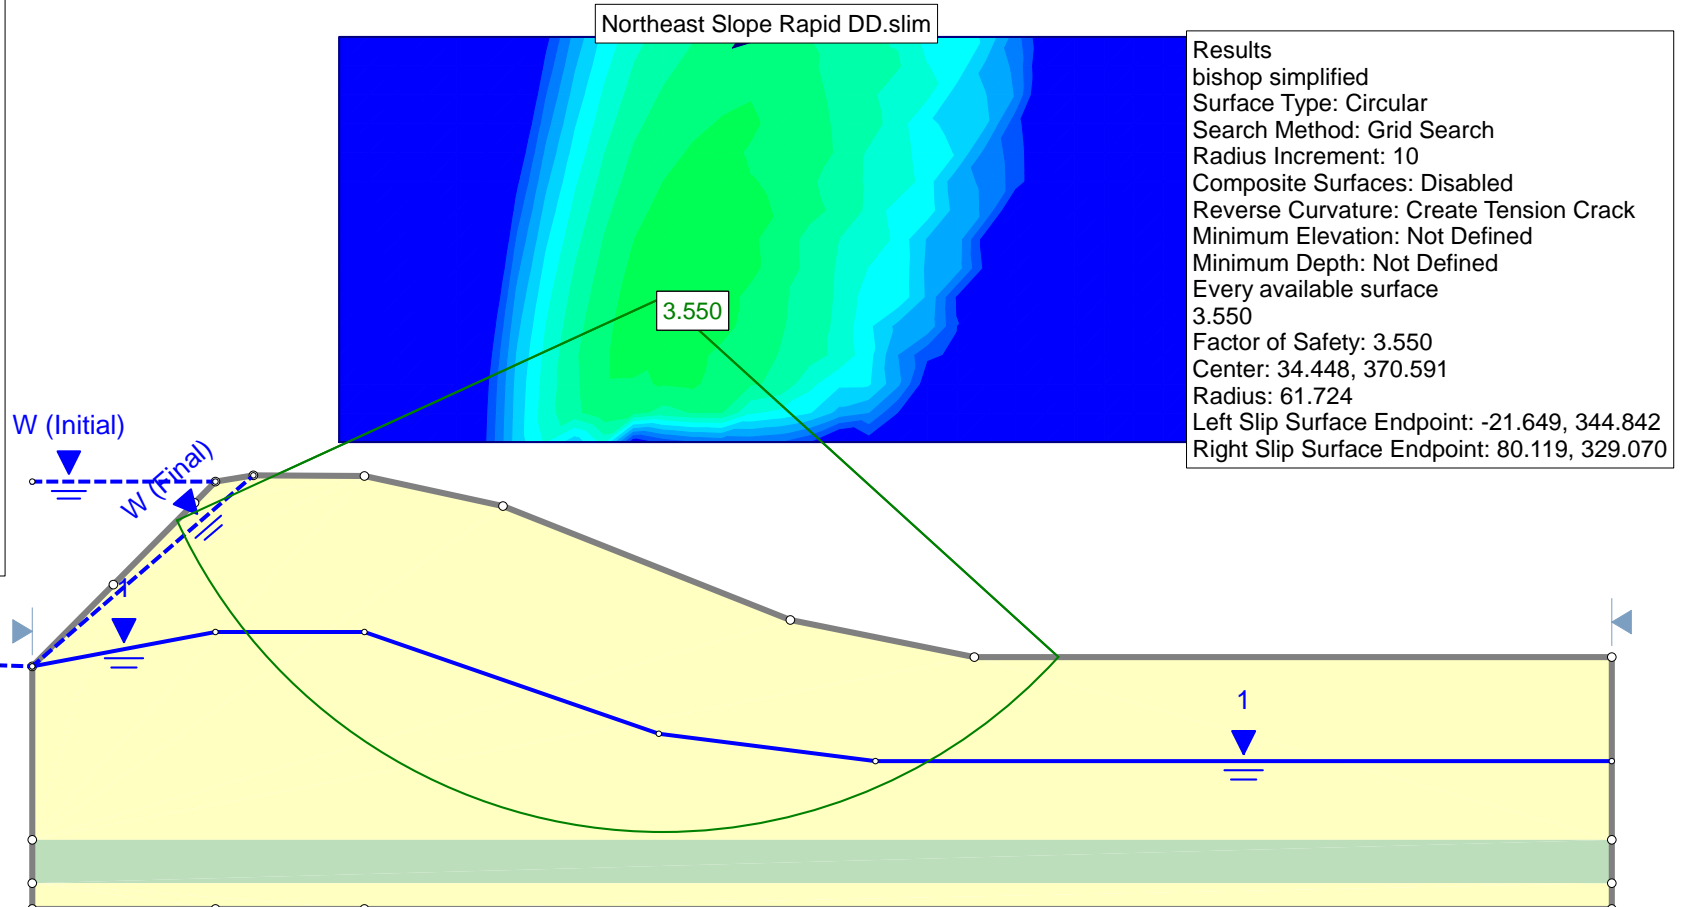 Northeast Slope Rapid DD.slim
Results
bishop simplified
Surface Type: Circular
Search Method: Grid Search
Radius Increment: 10
Composite Surfaces: Disabled
Reverse Curvature: Create Tension Crack
Minimum Elevation: Not Defined
Minimum Depth: Not Defined
Every available surface
3.550
Factor of Safety: 3.550
Center: 34.448, 370.591
Radius: 61.724
Left Slip Surface Endpoint: -21.649, 344.842
Right Slip Surface Endpoint: 80.119, 329.070
3.550
W (Initial)
W (Final)
1
1